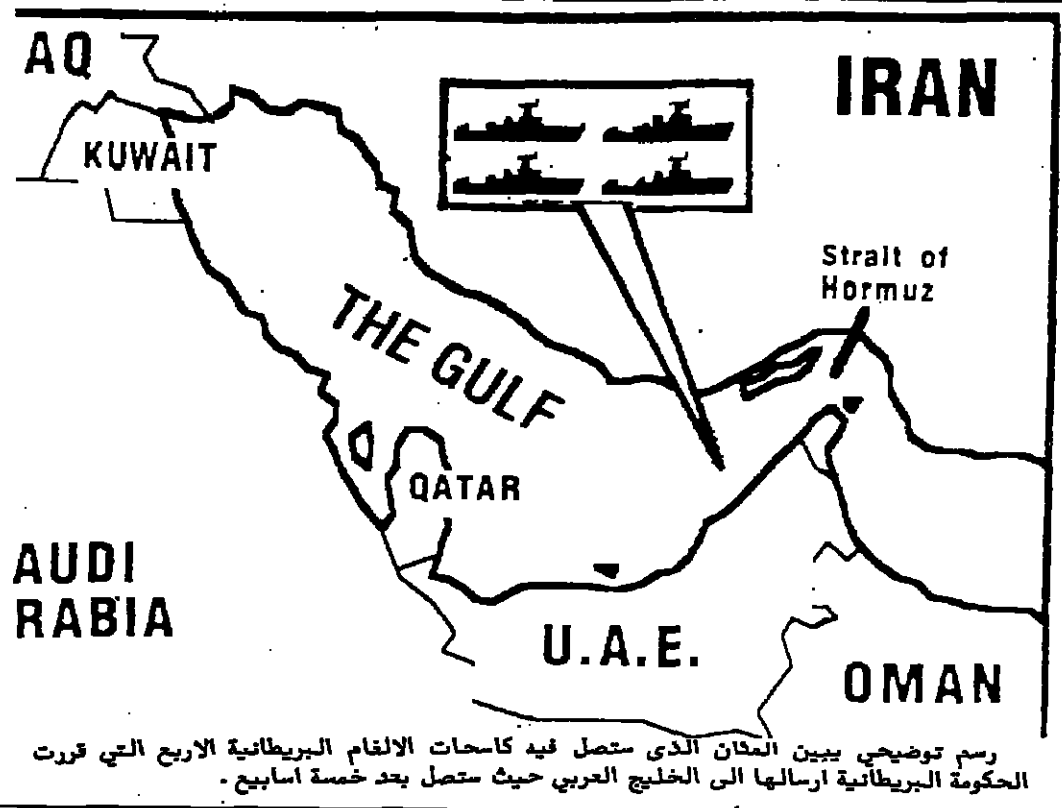 AQ
IRAN
KUWAIT
Strait of
Hormuz
THE GULF
QATAR
AUDI
RABIA
U.A.E.
OMAN
رسم توضيحي يبين المكان الذى ستصل فيه كاسحات الالغام البريطانية الاربع التي قررت
الحكومة البريطانية ارسالها الى الخليج العربي حيث ستصل بعد خمسة اسابيع .